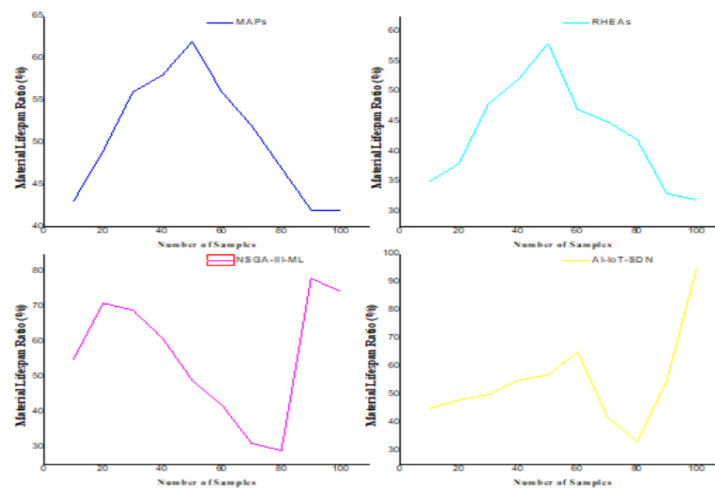 MAPs
Material Lifespan Ratio (%)
65
60
55
50
45
40
0 20 40 60 80 100
Number of Samples
RHEAs
Material Lifespan Ratio (%)
60
55
50
45
40
35
30
0 20 40 60 80 100
Number of Samples
NSGA-III-ML
Material Lifespan Ratio (%)
80
70
60
50
40
30
0 20 40 60 80 100
Number of Samples
AI-IoT-SDN
Material Lifespan Ratio (%)
100
90
80
70
60
50
40
30
0 20 40 60 80 100
Number of Samples